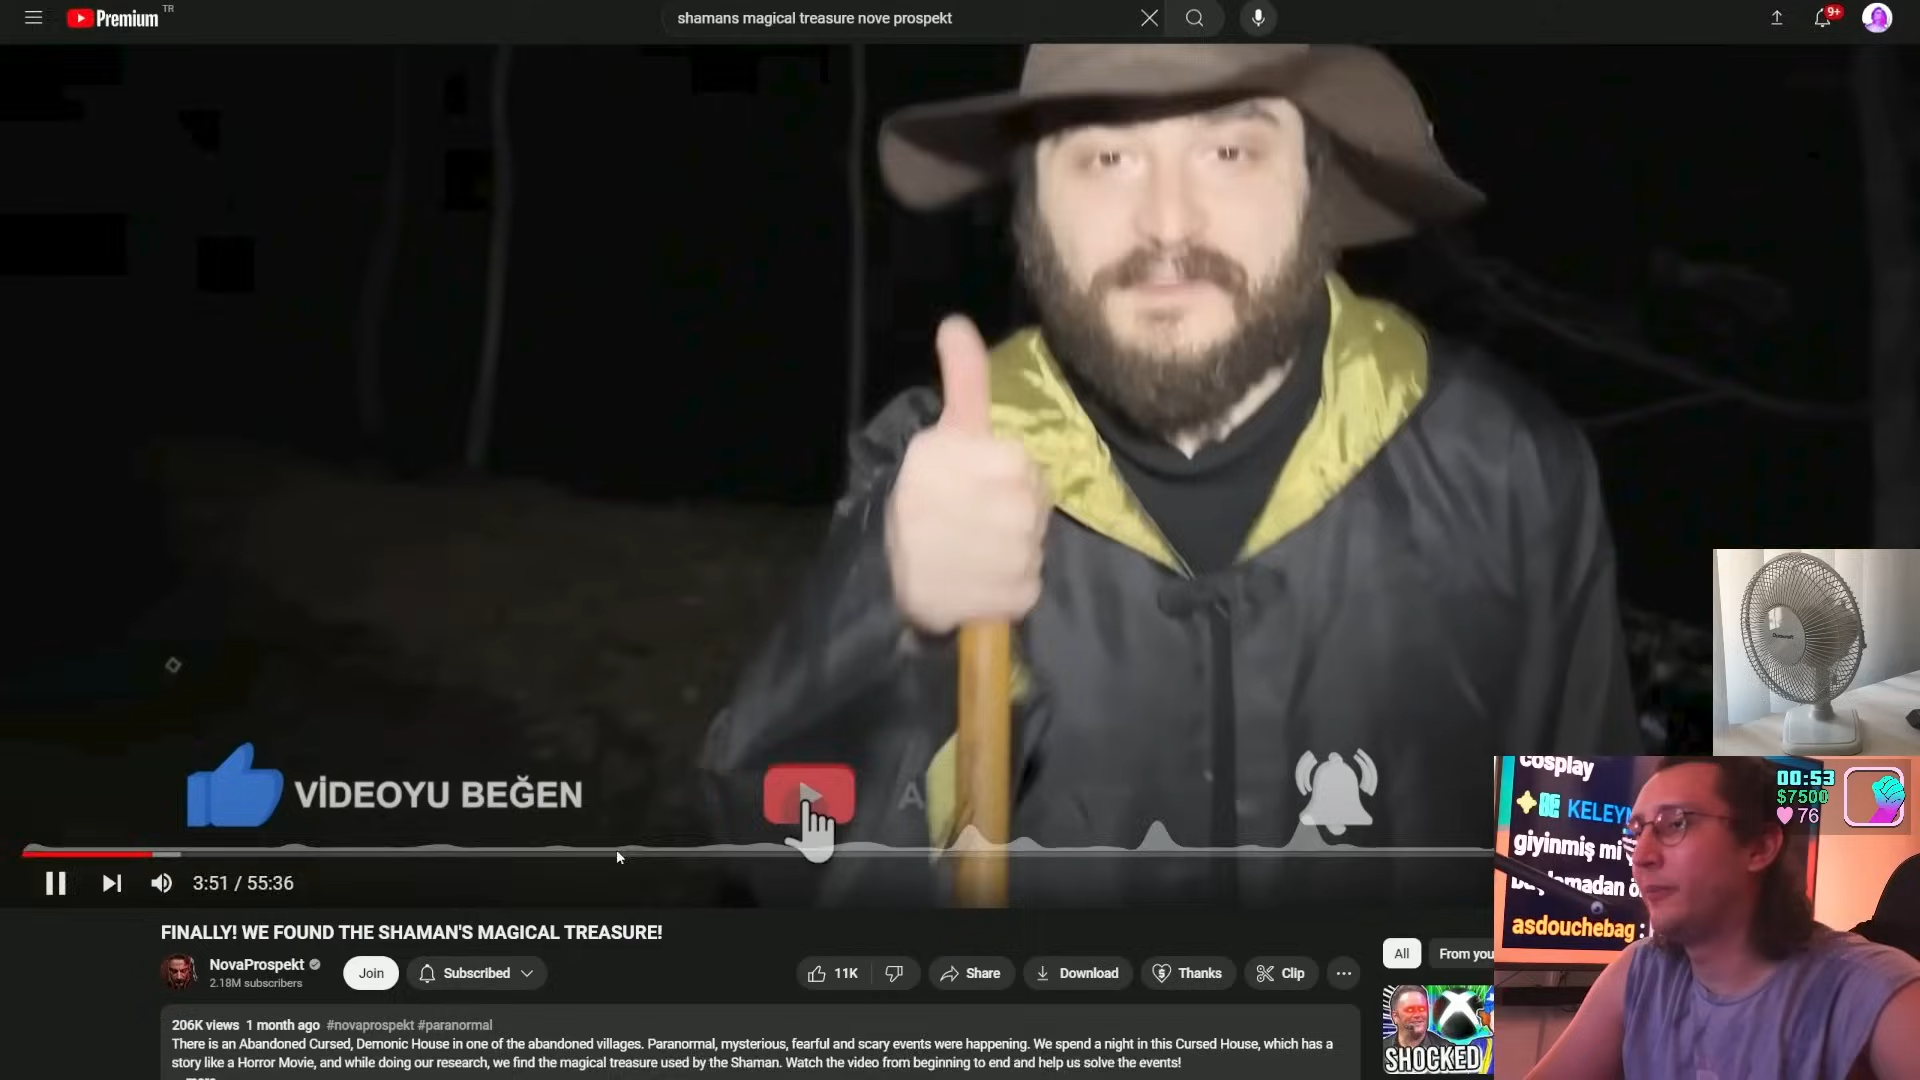 Premium TR
shamans magical treasure nove prospekt
9+
VİDEOYU BEĞEN
A
3:51 / 55:36
FINALLY! WE FOUND THE SHAMAN'S MAGICAL TREASURE!
NovaProspekt
2.18M subscribers
Join
Subscribed
11K
Share
Download
Thanks
Clip
All
From you
206K views 1 month ago #novaprospekt #paranormal
There is an Abandoned Cursed, Demonic House in one of the abandoned villages. Paranormal, mysterious, fearful and scary events were happening. We spend a night in this Cursed House, which has a
story like a Horror Movie, and while doing our research, we find the magical treasure used by the Shaman. Watch the video from beginning to end and help us solve the events!
...more
SHOCKED
cosplay
KELEYN
giyinmiş mi
asdouchebag :
00:53
$7500
76